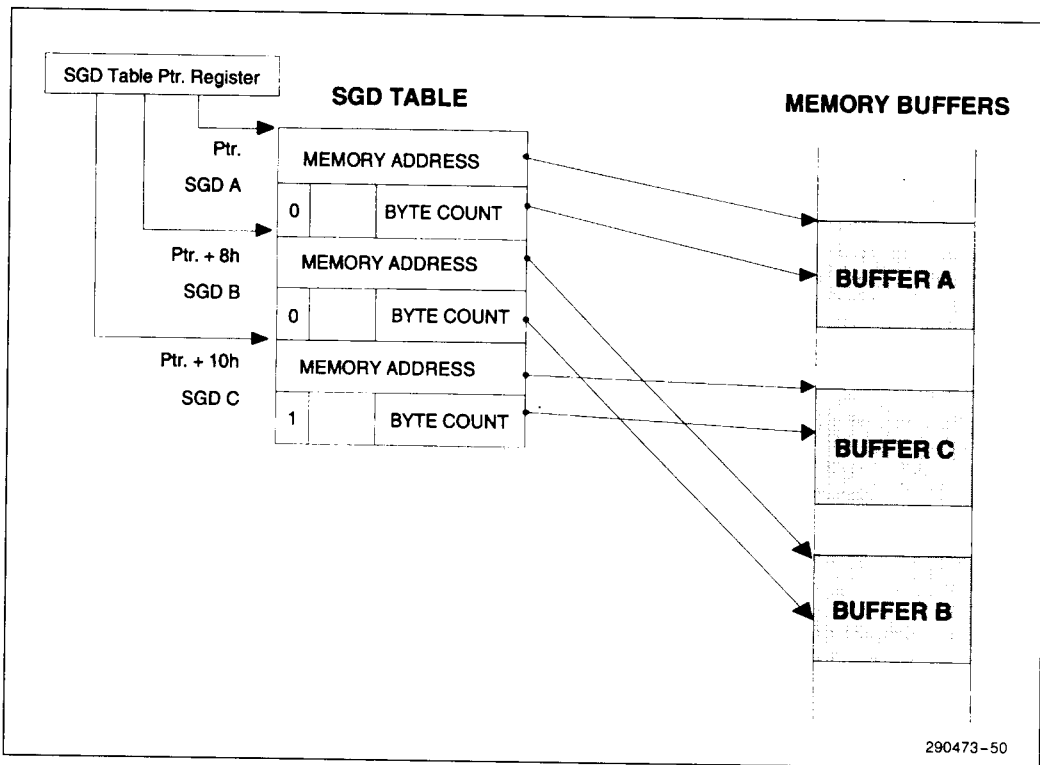 SGD Table Ptr. Register
SGD TABLE
MEMORY BUFFERS
Ptr.
SGD A
MEMORY ADDRESS
0
BYTE COUNT
Ptr. + 8h
SGD B
MEMORY ADDRESS
0
BYTE COUNT
Ptr. + 10h
SGD C
MEMORY ADDRESS
1
BYTE COUNT
BUFFER A
BUFFER C
BUFFER B
290473-50